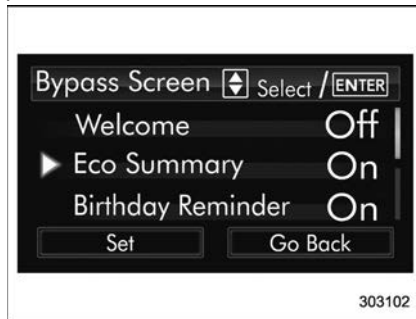 Bypass Screen Select / ENTER
Welcome Off
Eco Summary On
Birthday Reminder On
Set Go Back
303102